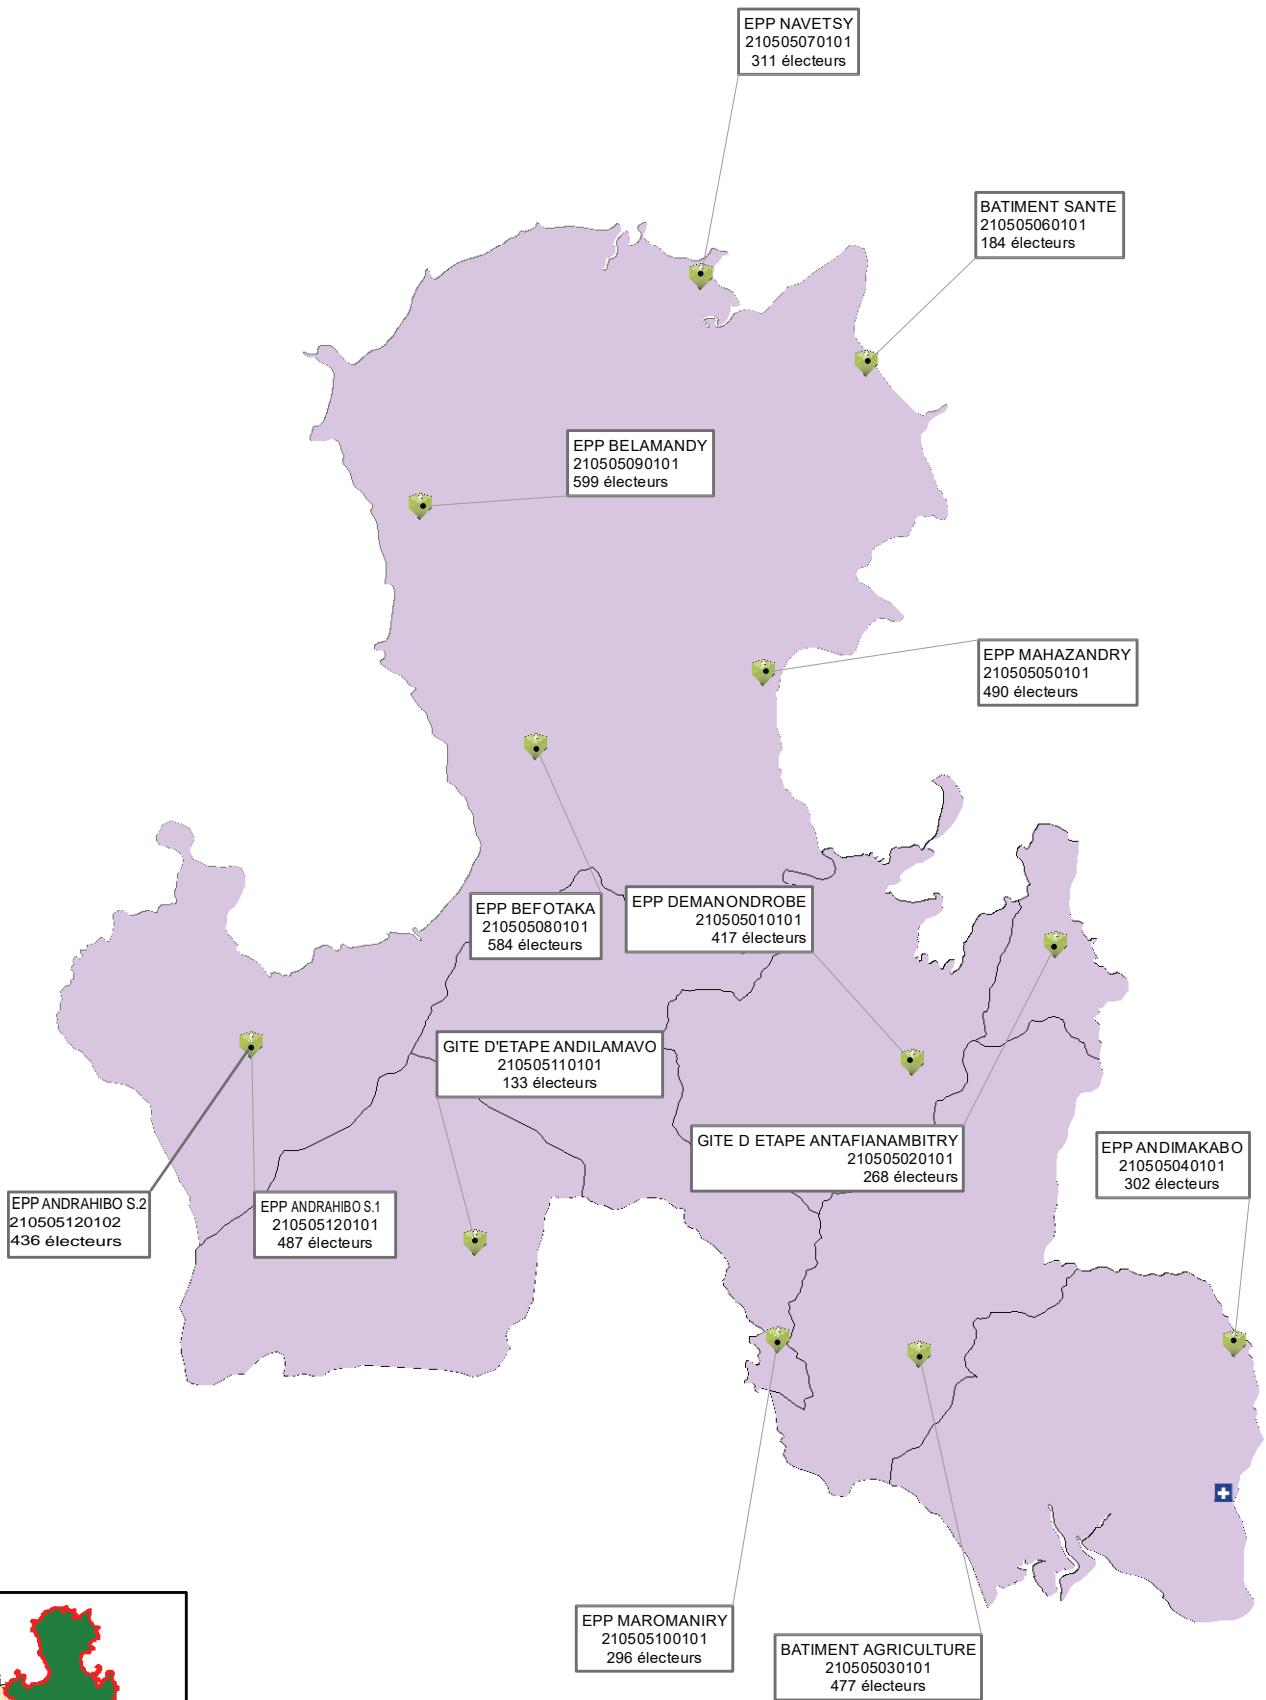 EPP NAVETSY
210505070101
311 électeurs
BATIMENT SANTE
210505060101
184 électeurs
EPP BELAMANDY
210505090101
599 électeurs
EPP MAHAZANDRY
210505050101
490 électeurs
EPP BEFOTAKA
210505080101
584 électeurs
EPP DEMANONDROBE
210505010101
417 électeurs
GITE D'ETAPE ANDILAMAVO
210505110101
133 électeurs
GITE D ETAPE ANTAFIANAMBITRY
210505020101
268 électeurs
EPP ANDIMAKABO
210505040101
302 électeurs
EPP ANDRAHIBO S.2
210505120102
436 électeurs
EPP ANDRAHIBO S.1
210505120101
487 électeurs
EPP MAROMANIRY
210505100101
296 électeurs
BATIMENT AGRICULTURE
210505030101
477 électeurs